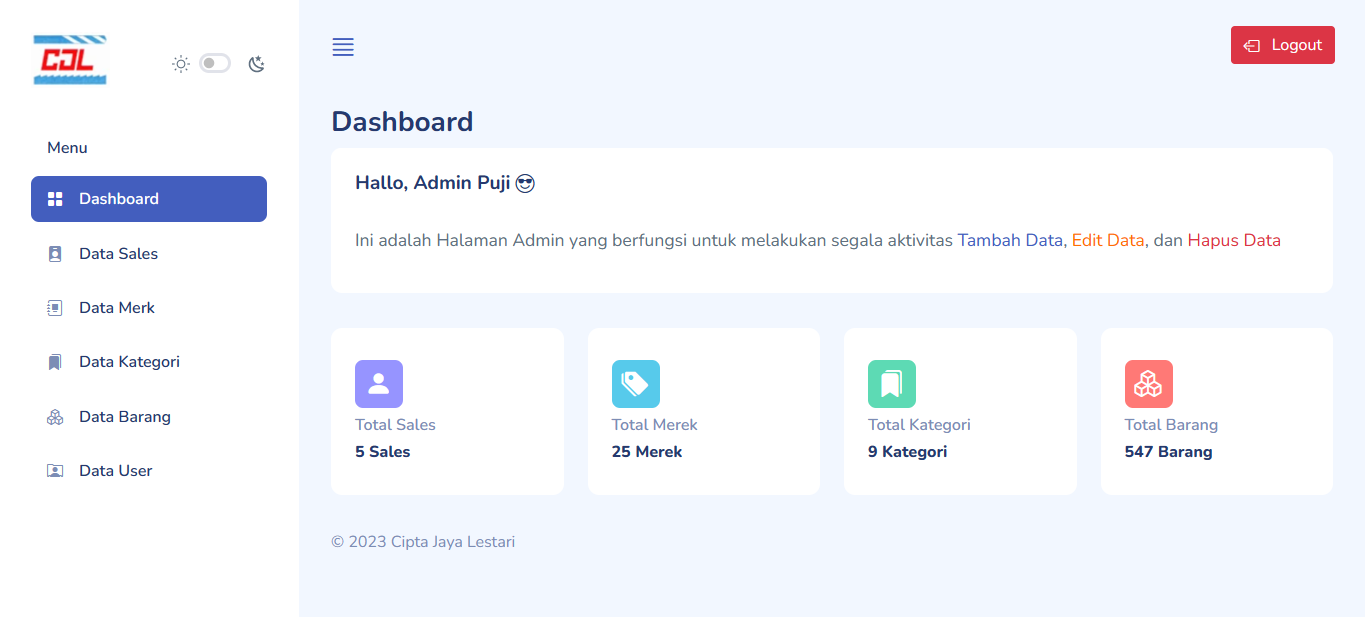 CJL
Logout
Menu
Dashboard
Data Sales
Data Merk
Data Kategori
Data Barang
Data User
Dashboard
Hallo, Admin Puji
Ini adalah Halaman Admin yang berfungsi untuk melakukan segala aktivitas Tambah Data, Edit Data, dan Hapus Data
Total Sales
5 Sales
Total Merek
25 Merek
Total Kategori
9 Kategori
Total Barang
547 Barang
© 2023 Cipta Jaya Lestari